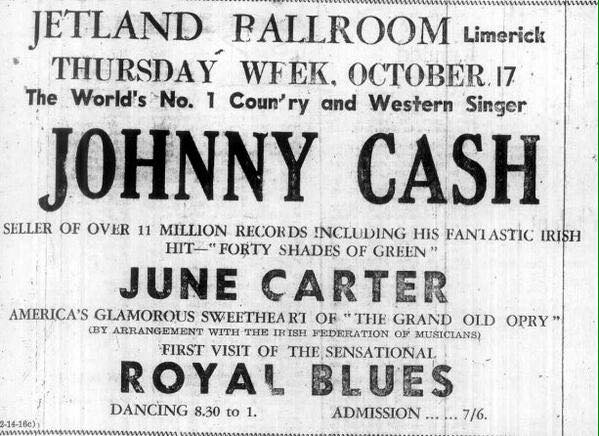 JETLAND BALLROOM Limerick
THURSDAY WEEK, OCTOBER 17
The World's No. 1 Coun'ry and Western Singer
JOHNNY CASH
SELLER OF OVER 11 MILLION RECORDS INCLUDING HIS FANTASTIC IRISH
HIT—"FORTY SHADES OF GREEN"
JUNE CARTER
AMERICA'S GLAMOROUS SWEETHEART OF "THE GRAND OLD OPRY"
(BY ARRANGEMENT WITH THE IRISH FEDERATION OF MUSICIANS)
FIRST VISIT OF THE SENSATIONAL
ROYAL BLUES
DANCING 8.30 to 1. ADMISSION ... ... 7/6.
2-14-16c)